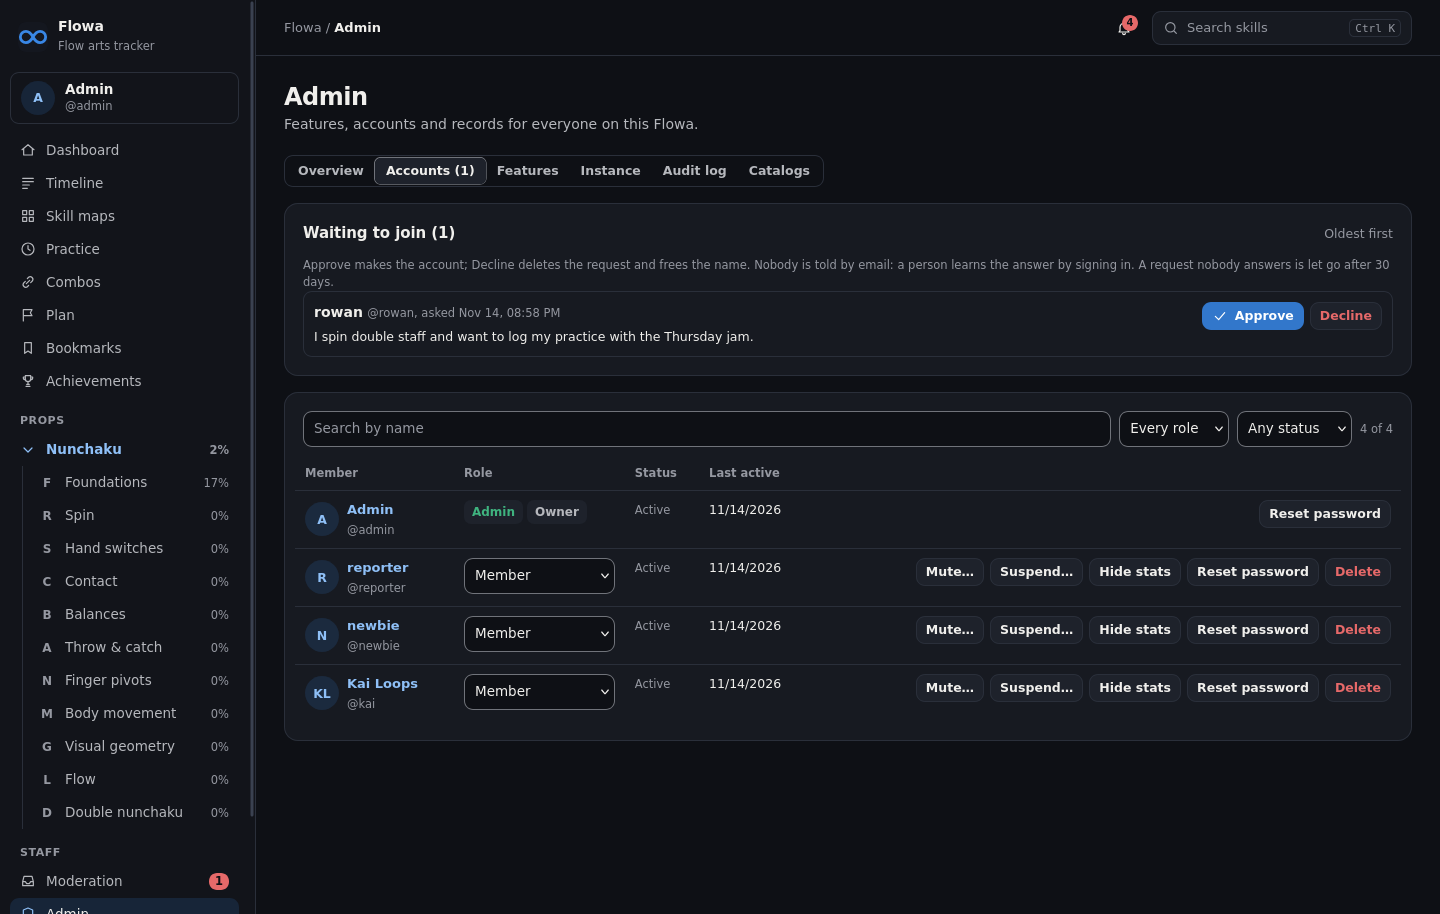 Flowa
Flow arts tracker
A
Admin
@admin
Dashboard
Timeline
Skill maps
Practice
Combos
Plan
Bookmarks
Achievements
PROPS
Nunchaku 2%
F Foundations 17%
R Spin 0%
S Hand switches 0%
C Contact 0%
B Balances 0%
A Throw & catch 0%
N Finger pivots 0%
M Body movement 0%
G Visual geometry 0%
L Flow 0%
D Double nunchaku 0%
STAFF
Moderation 1
Admin
Flowa / Admin
4
Search skills Ctrl K
Admin
Features, accounts and records for everyone on this Flowa.
Overview Accounts (1) Features Instance Audit log Catalogs
Waiting to join (1) Oldest first
Approve makes the account; Decline deletes the request and frees the name. Nobody is told by email: a person learns the answer by signing in. A request nobody answers is let go after 30
days.
rowan @rowan, asked Nov 14, 08:58 PM
Approve Decline
I spin double staff and want to log my practice with the Thursday jam.
Search by name Every role Any status 4 of 4
Member Role Status Last active
A Admin Admin Owner Active 11/14/2026 Reset password
@admin
R reporter Member Active 11/14/2026 Mute… Suspend… Hide stats Reset password Delete
@reporter
N newbie Member Active 11/14/2026 Mute… Suspend… Hide stats Reset password Delete
@newbie
KL Kai Loops Member Active 11/14/2026 Mute… Suspend… Hide stats Reset password Delete
@kai